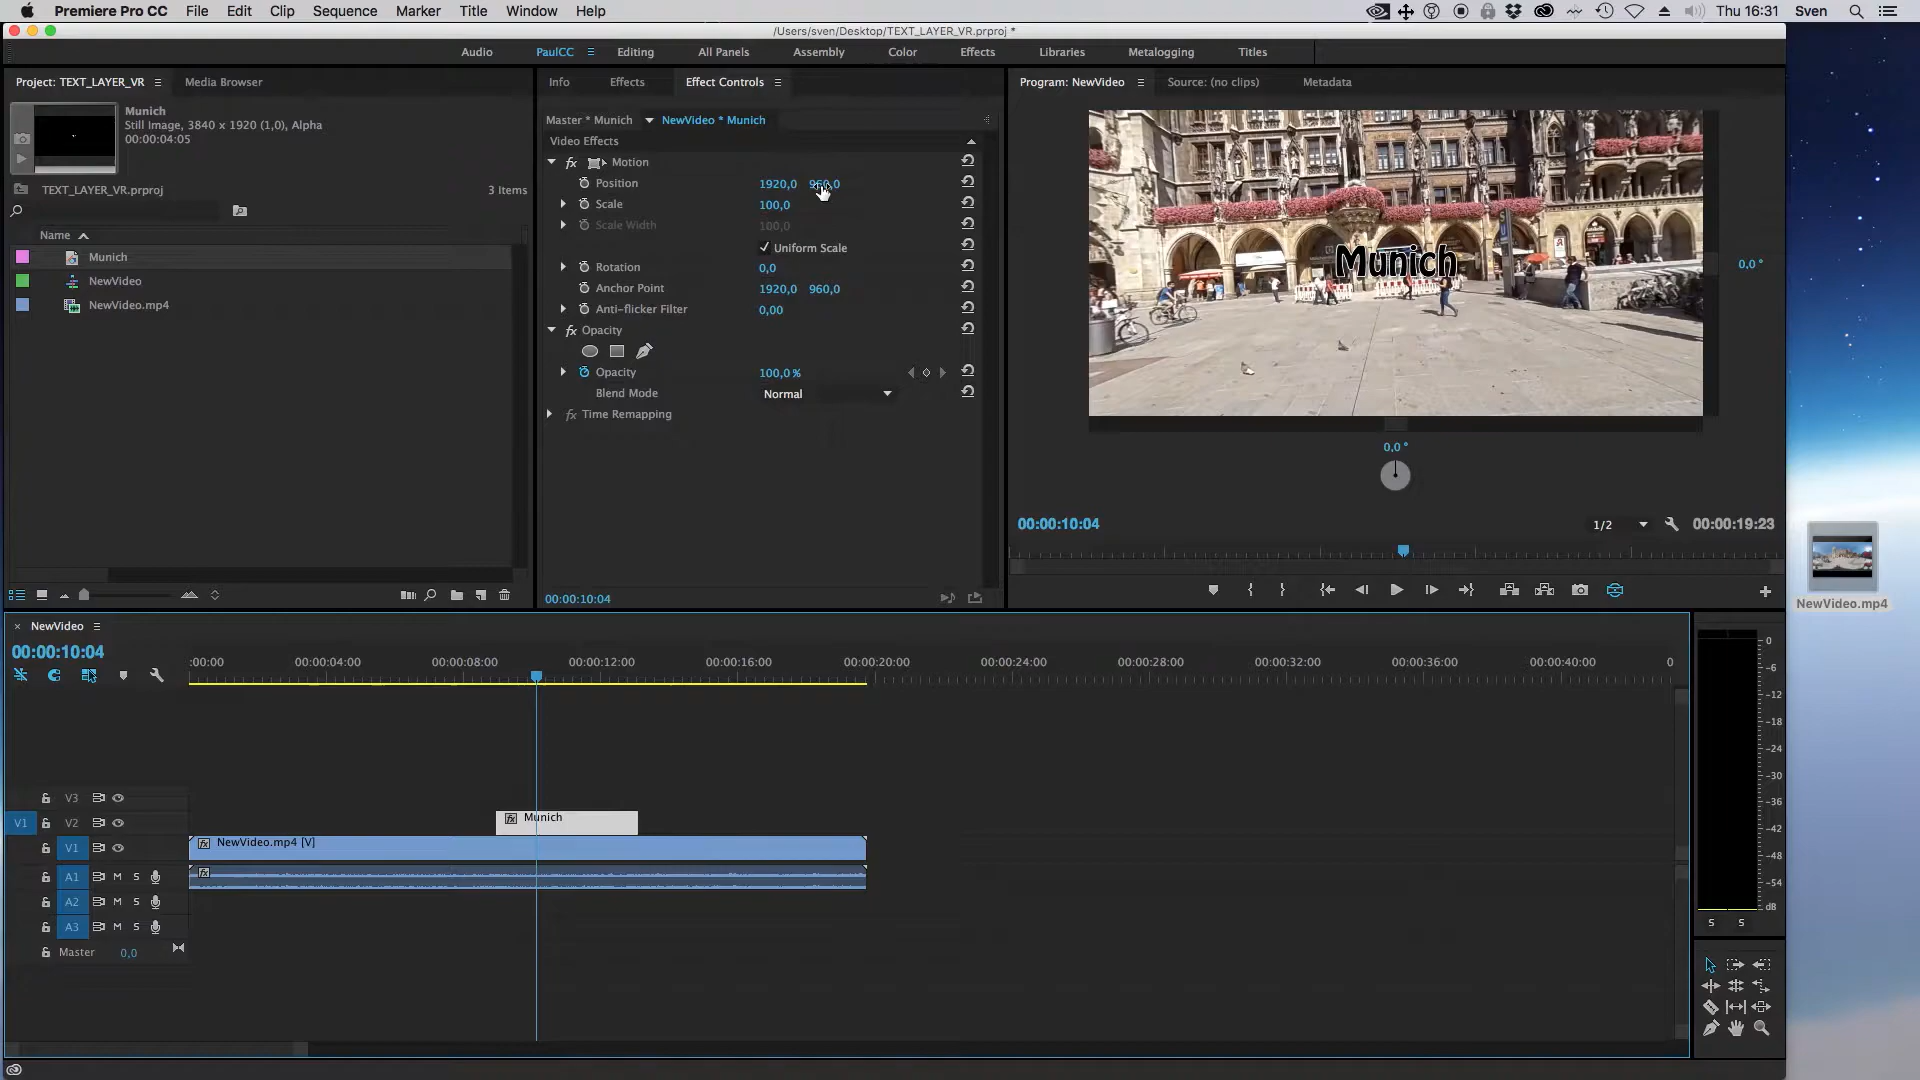 Premiere Pro CC File Edit Clip Sequence Marker Title Window Help Thu 16:31 Sven
/Users/sven/Desktop/TEXT_LAYER_VR.prproj *
Audio PaulCC Editing All Panels Assembly Color Effects Libraries Metalogging Titles
Project: TEXT_LAYER_VR Media Browser
Munich
Still Image, 3840 x 1920 (1,0), Alpha
00:00:04:05
TEXT_LAYER_VR.prproj 3 Items
Name
Munich
NewVideo
NewVideo.mp4
Info Effects Effect Controls
Master * Munich NewVideo * Munich
Video Effects
fx Motion
Position 1920,0
Scale 100,0
Scale Width 100,0
Uniform Scale
Rotation 0,0
Anchor Point 1920,0 960,0
Anti-flicker Filter 0,00
fx Opacity
Opacity 100,0 %
Blend Mode Normal
fx Time Remapping
00:00:10:04
Program: NewVideo Source: (no clips) Metadata
Munich
0,0 °
0,0 °
00:00:10:04 1/2 00:00:19:23
NewVideo.mp4
NewVideo
00:00:10:04
:00:00 00:00:04:00 00:00:08:00 00:00:12:00 00:00:16:00 00:00:20:00 00:00:24:00 00:00:28:00 00:00:32:00 00:00:36:00 00:00:40:00 0
V3
V1 V2 fx Munich
V1 fx NewVideo.mp4 [V]
A1 M S fx
A2 M S
A3 M S
Master 0,0
0
-6
-12
-18
-24
-30
-36
-42
-48
-54
dB
S S